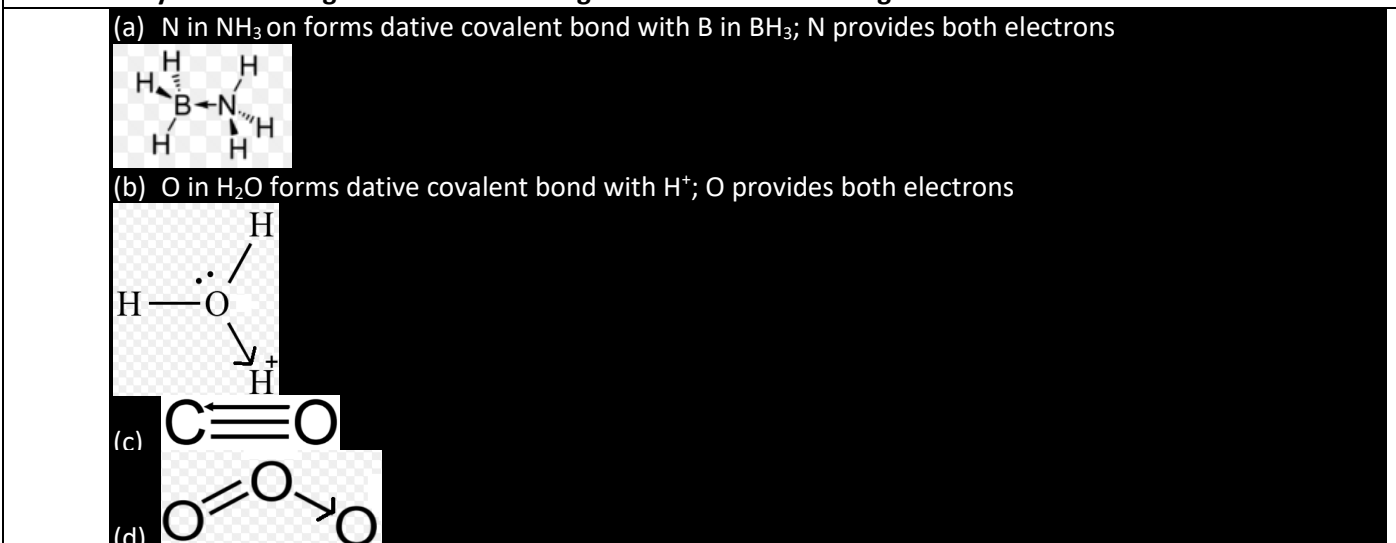 (a) N in NH₃ on forms dative covalent bond with B in BH₃; N provides both electrons
H H
H
B N
H
H H
(b) O in H₂O forms dative covalent bond with H⁺; O provides both electrons
H
H O
H⁺
(c) C O
O
O O
(d)